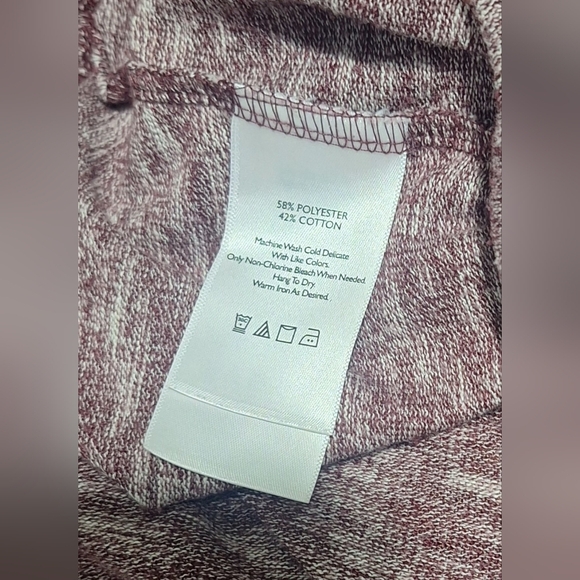 58% POLYESTER
42% COTTON
Machine Wash Cold Delicate
With Like Colors.
Only Non-Chlorine Bleach When Needed.
Hang To Dry.
Warm Iron As Desired.
30C